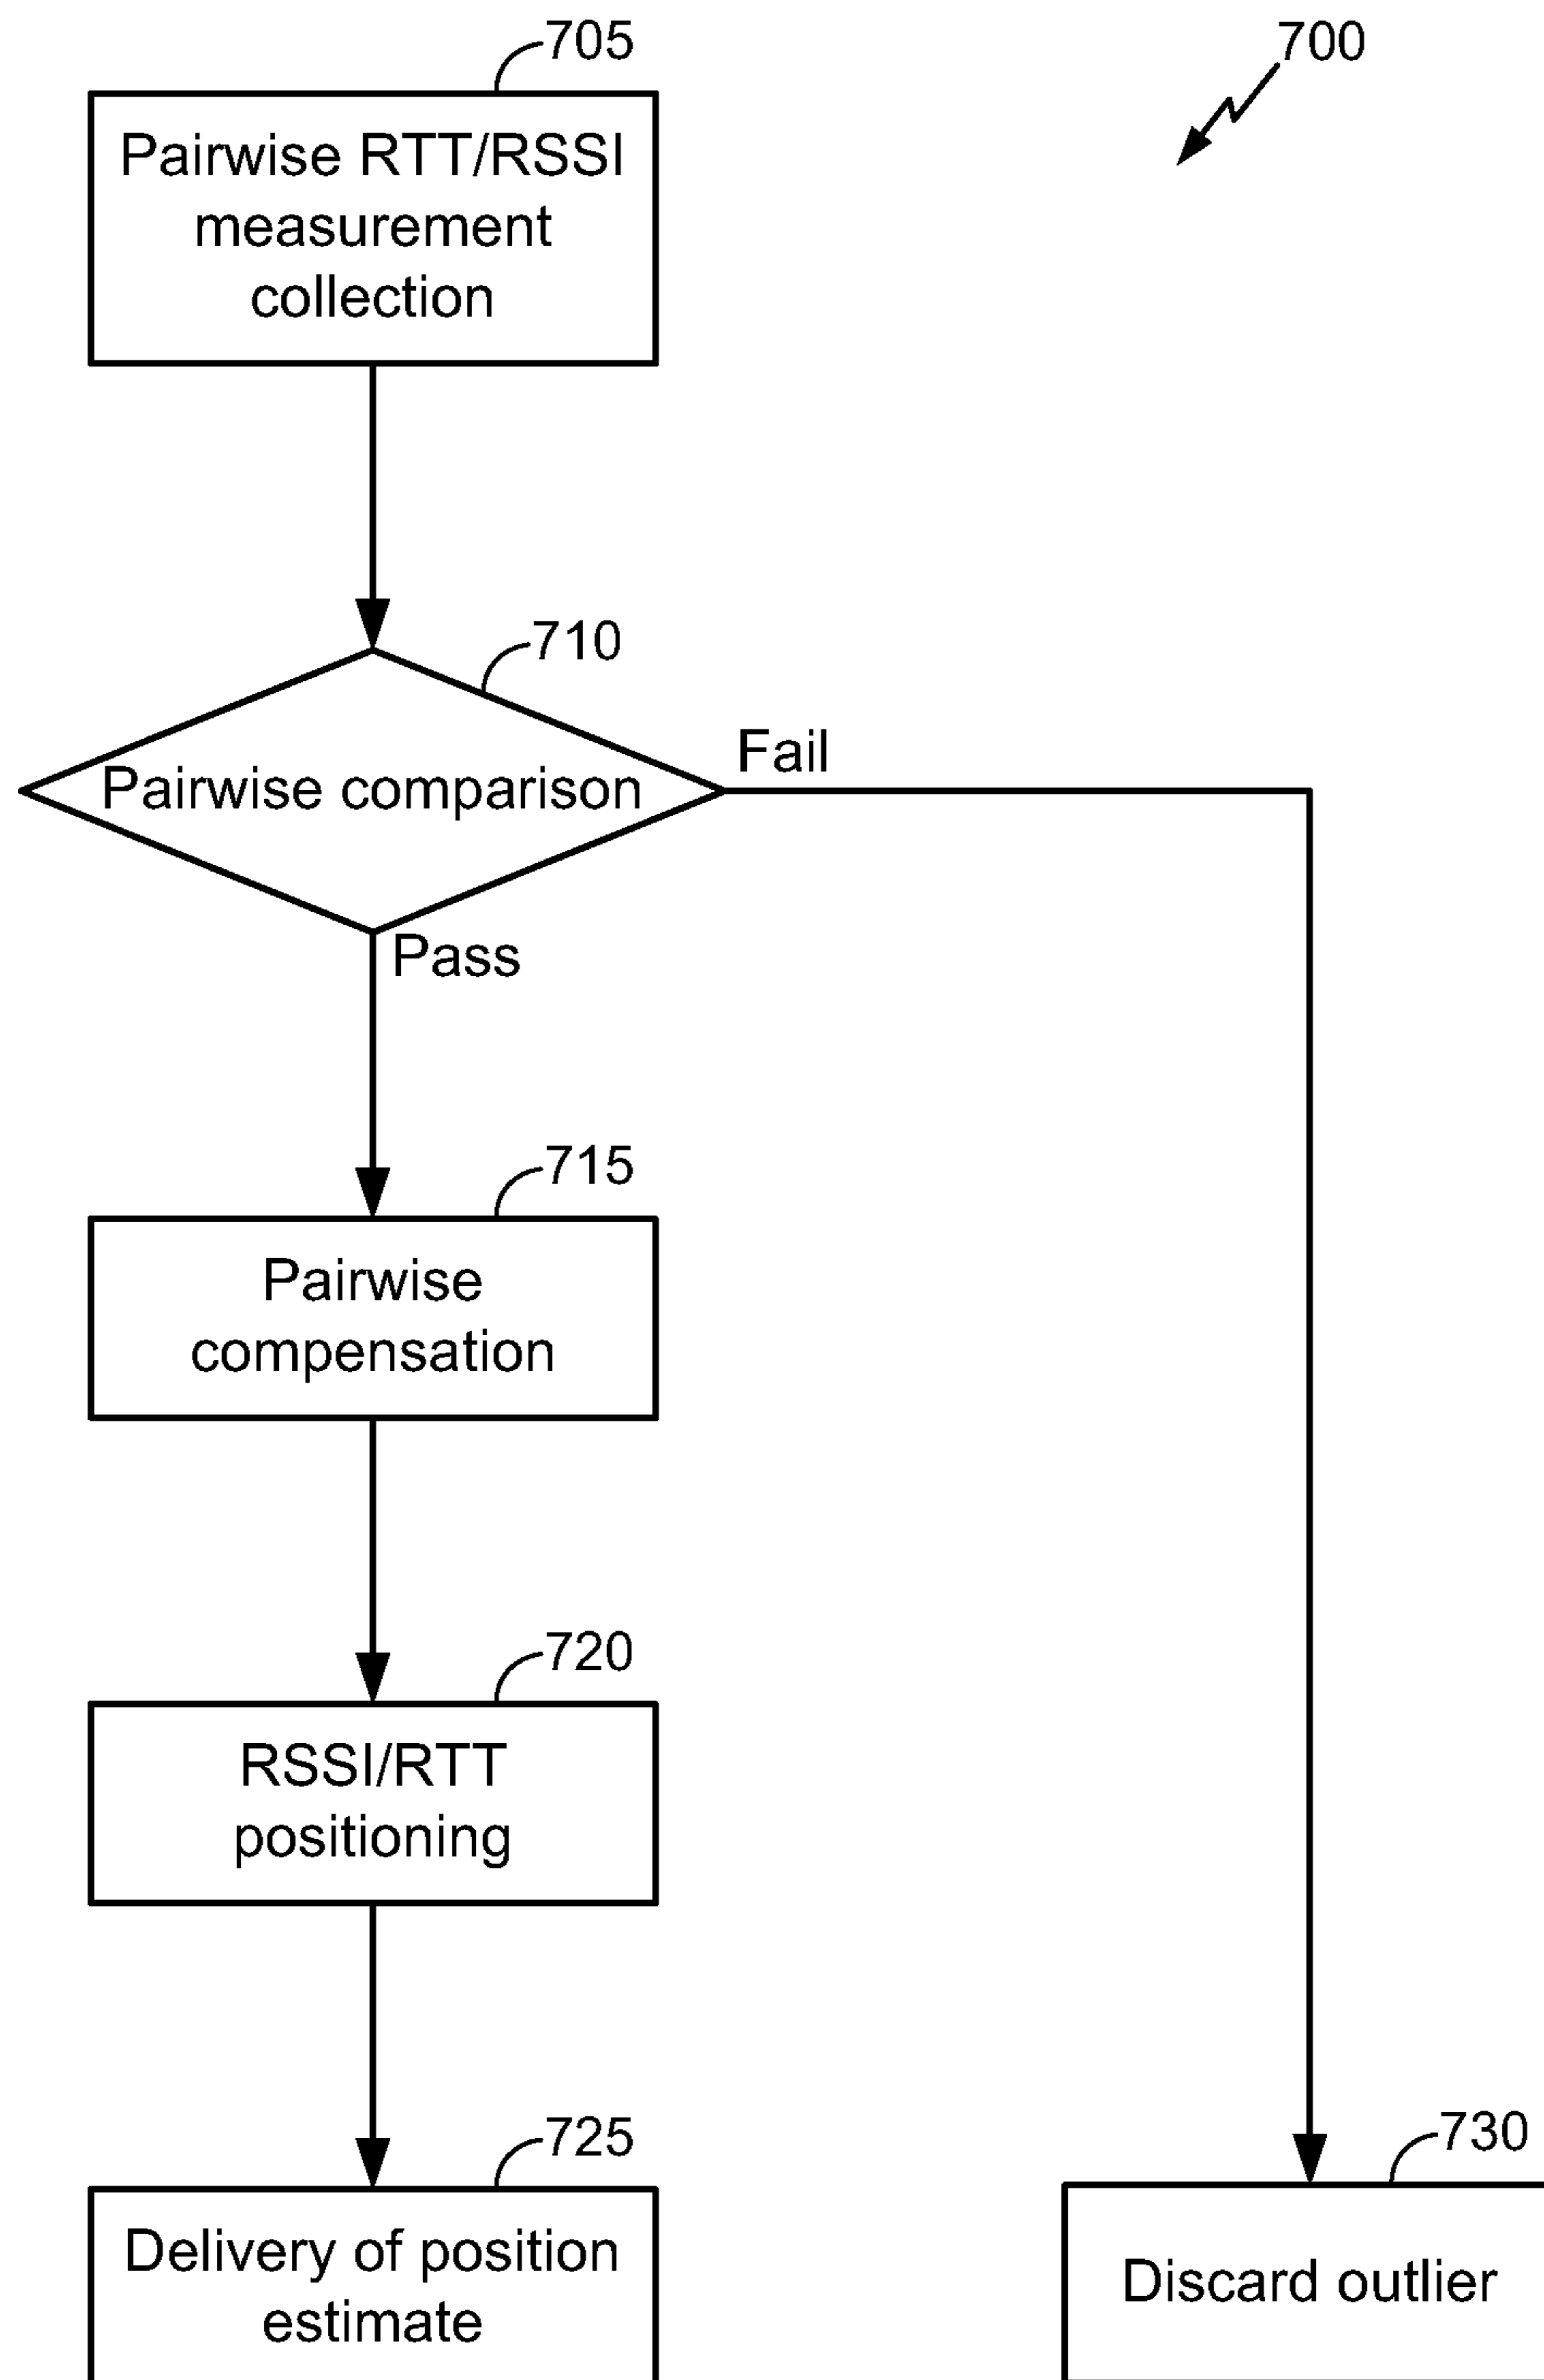 705
700
Pairwise RTT/RSSI
measurement
collection
710
Fail
Pairwise comparison
Pass
715
Pairwise
compensation
720
RSSI/RTT
positioning
725
730
Delivery of position
estimate
Discard outlier